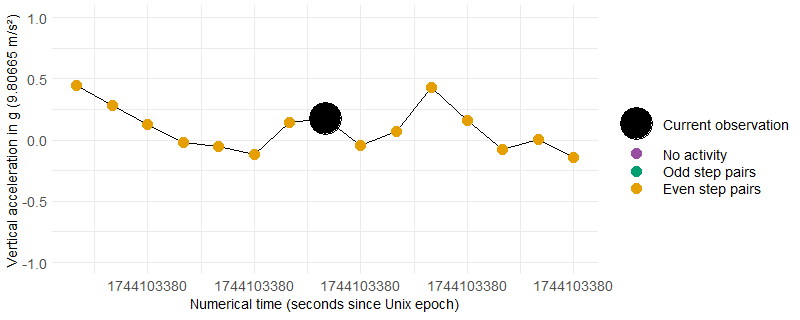 Vertical acceleration in g (9.80665 m/s²)
1.0
0.5
0.0
-0.5
-1.0
1744103380 1744103380 1744103380 1744103380 1744103380
Numerical time (seconds since Unix epoch)
Current observation
No activity
Odd step pairs
Even step pairs